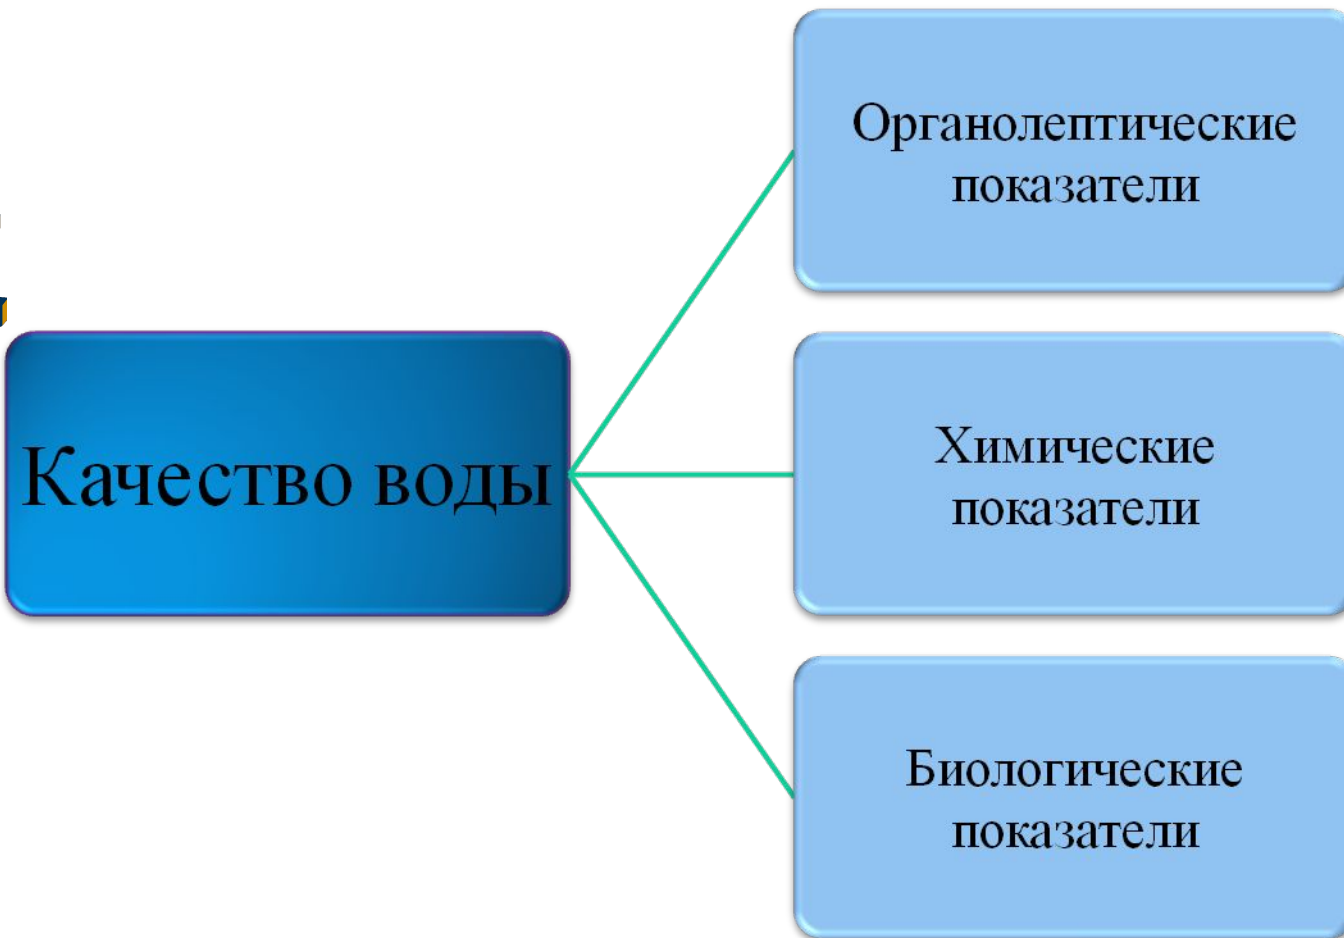 Органолептические
показатели
Качество воды
Химические
показатели
Биологические
показатели